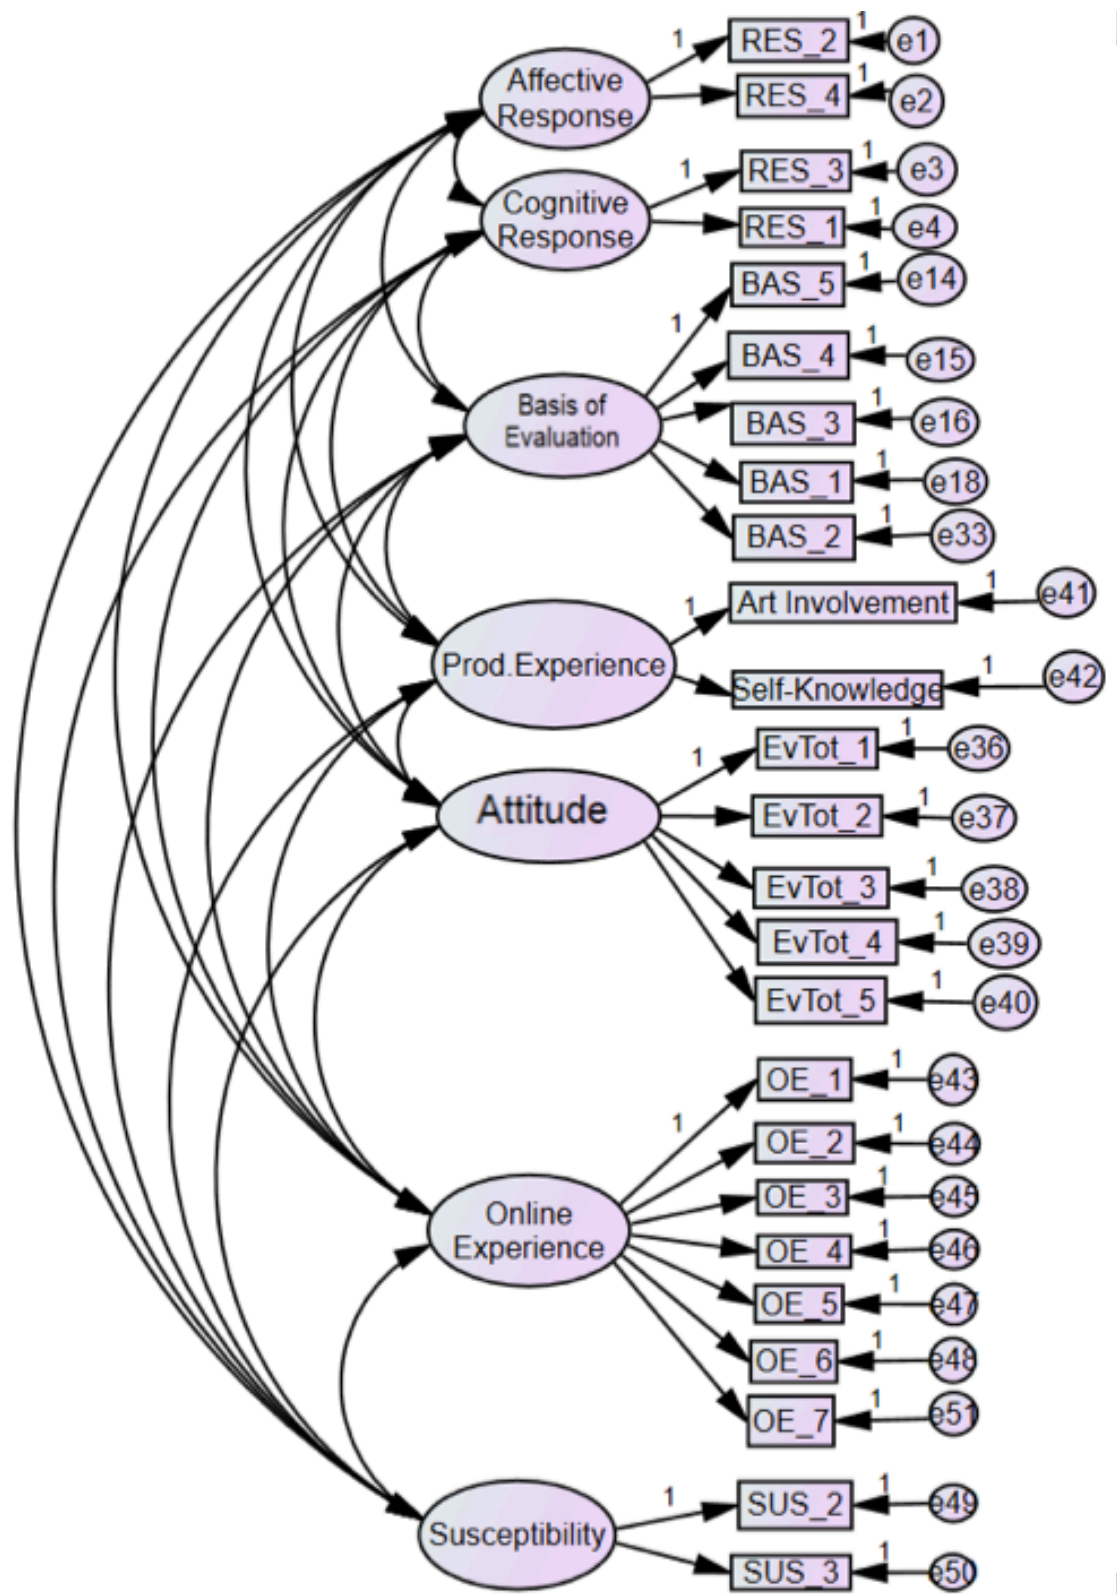 1
RES_2
1
e1
Affective
Response
RES_4
1
e2
1
RES_3
1
e3
Cognitive
Response
RES_1
1
e4
1
BAS_5
1
e14
BAS_4
1
e15
Basis of
Evaluation
BAS_3
1
e16
BAS_1
1
e18
BAS_2
1
e33
1
Art Involvement
1
e41
Prod.Experience
Self-Knowledge
1
e42
1
EvTot_1
1
e36
Attitude
EvTot_2
1
e37
EvTot_3
1
e38
EvTot_4
1
e39
EvTot_5
1
e40
1
OE_1
1
e43
OE_2
1
e44
OE_3
1
e45
Online
Experience
OE_4
1
e46
OE_5
1
e47
OE_6
1
e48
OE_7
1
e51
1
SUS_2
1
e49
Susceptibility
SUS_3
1
e50